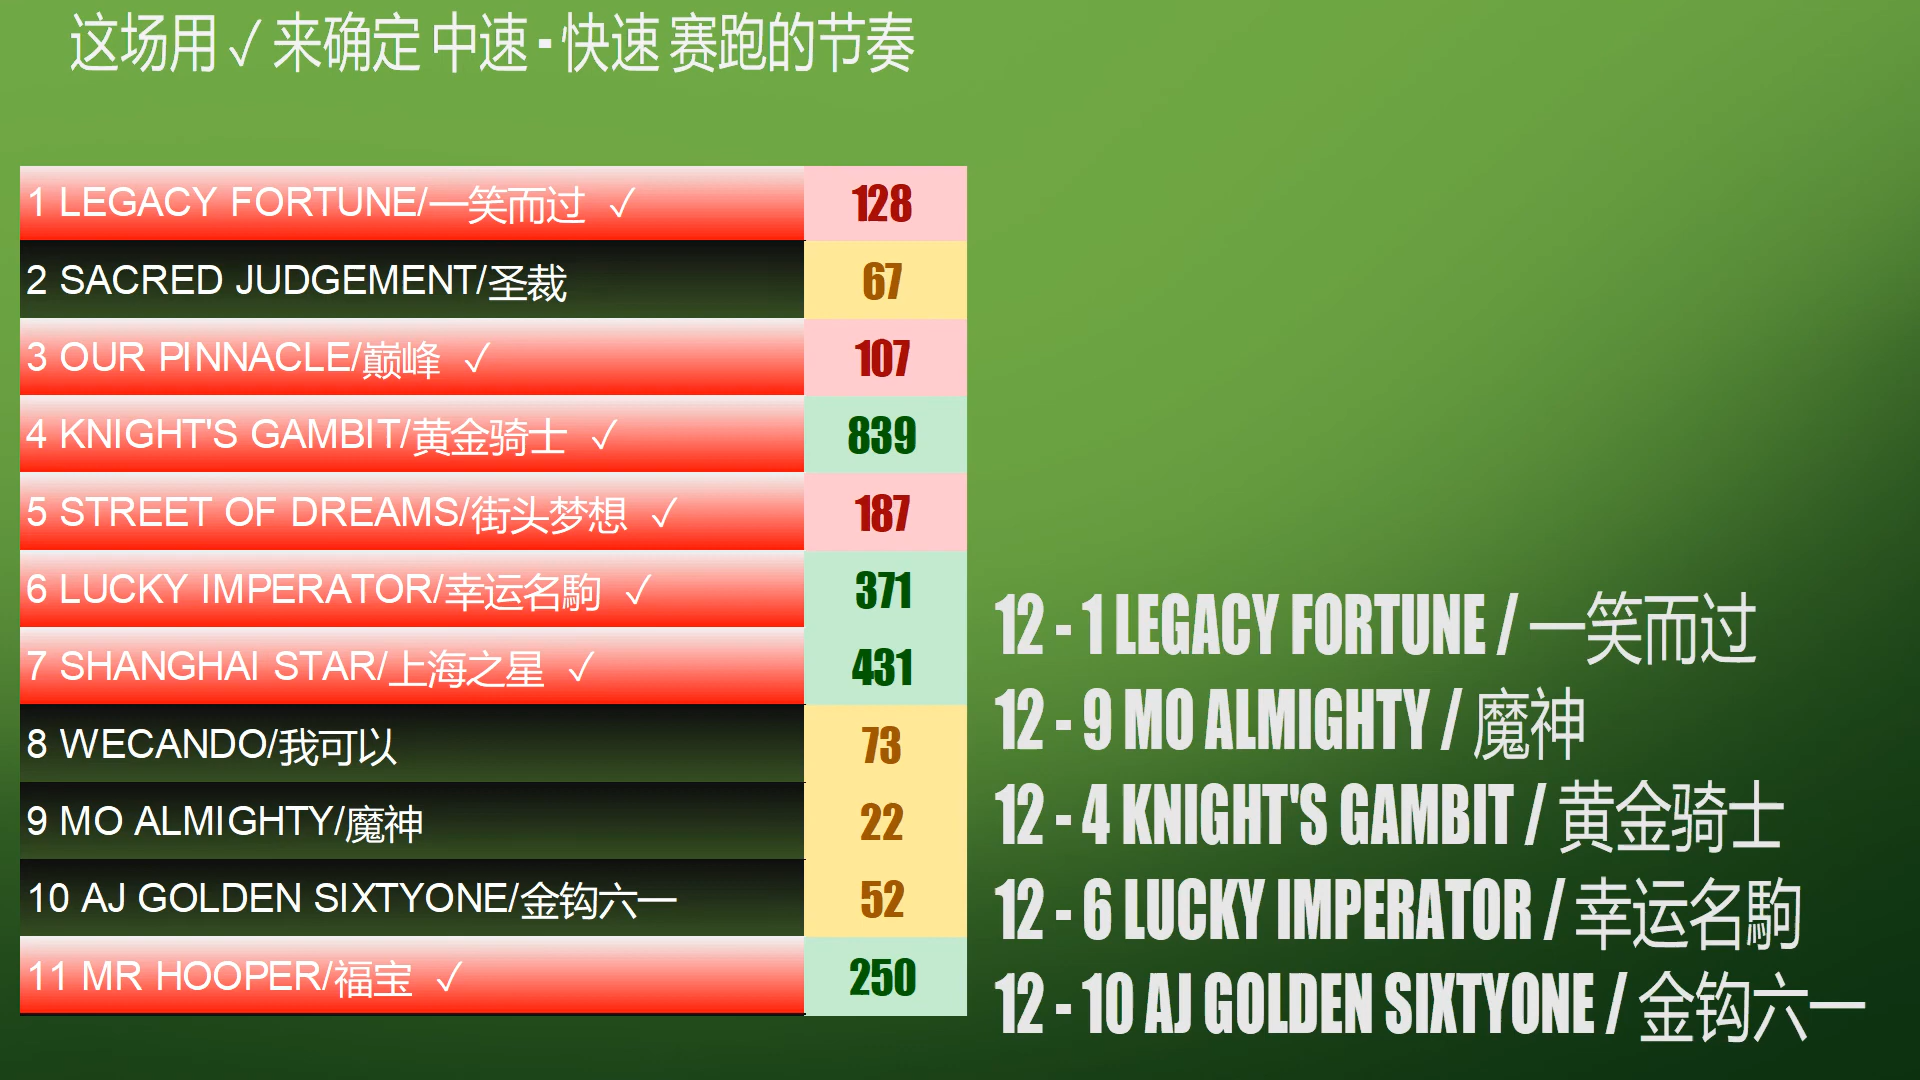 这场用 ✓ 来确定 中速 - 快速 赛跑的节奏
1 LEGACY FORTUNE/一笑而过 ✓ 128
2 SACRED JUDGEMENT/圣裁 67
3 OUR PINNACLE/巅峰 ✓ 107
4 KNIGHT'S GAMBIT/黄金骑士 ✓ 839
5 STREET OF DREAMS/街头梦想 ✓ 187
6 LUCKY IMPERATOR/幸运名駒 ✓ 371
7 SHANGHAI STAR/上海之星 ✓ 431
8 WECANDO/我可以 73
9 MO ALMIGHTY/魔神 22
10 AJ GOLDEN SIXTYONE/金钩六一 52
11 MR HOOPER/福宝 ✓ 250
12 - 1 LEGACY FORTUNE / 一笑而过
12 - 9 MO ALMIGHTY / 魔神
12 - 4 KNIGHT'S GAMBIT / 黄金骑士
12 - 6 LUCKY IMPERATOR / 幸运名駒
12 - 10 AJ GOLDEN SIXTYONE / 金钩六一